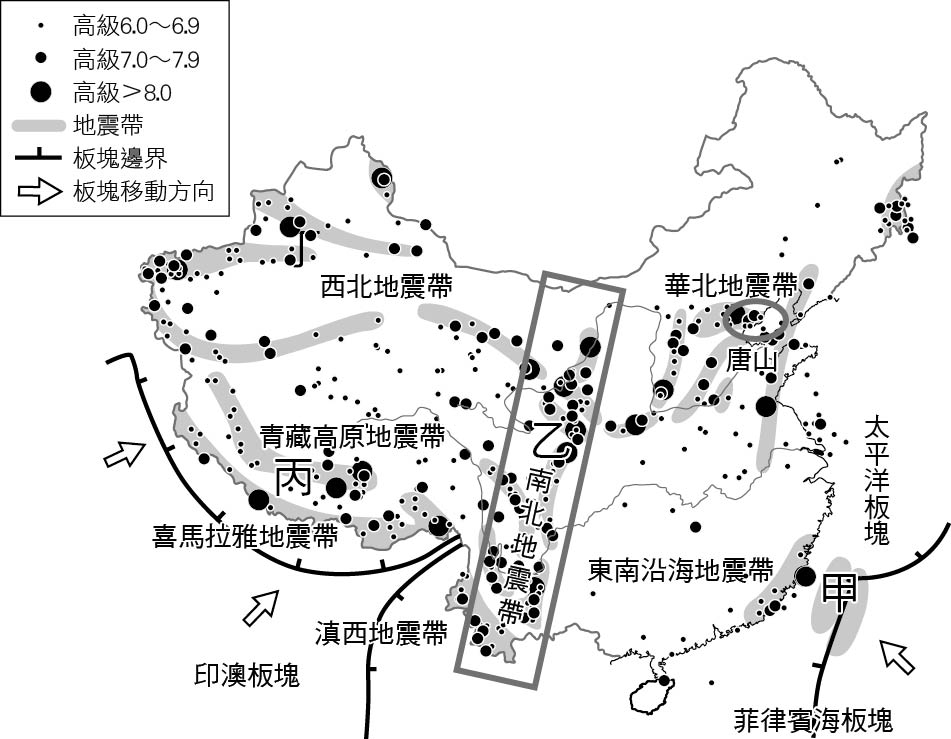 高級6.0～6.9
高級7.0～7.9
高級＞8.0
地震帶
板塊邊界
板塊移動方向
丁
西北地震帶
華北地震帶
唐山
青藏高原地震帶
丙
乙
南北地震帶
太平洋板塊
喜馬拉雅地震帶
東南沿海地震帶
甲
滇西地震帶
印澳板塊
菲律賓海板塊